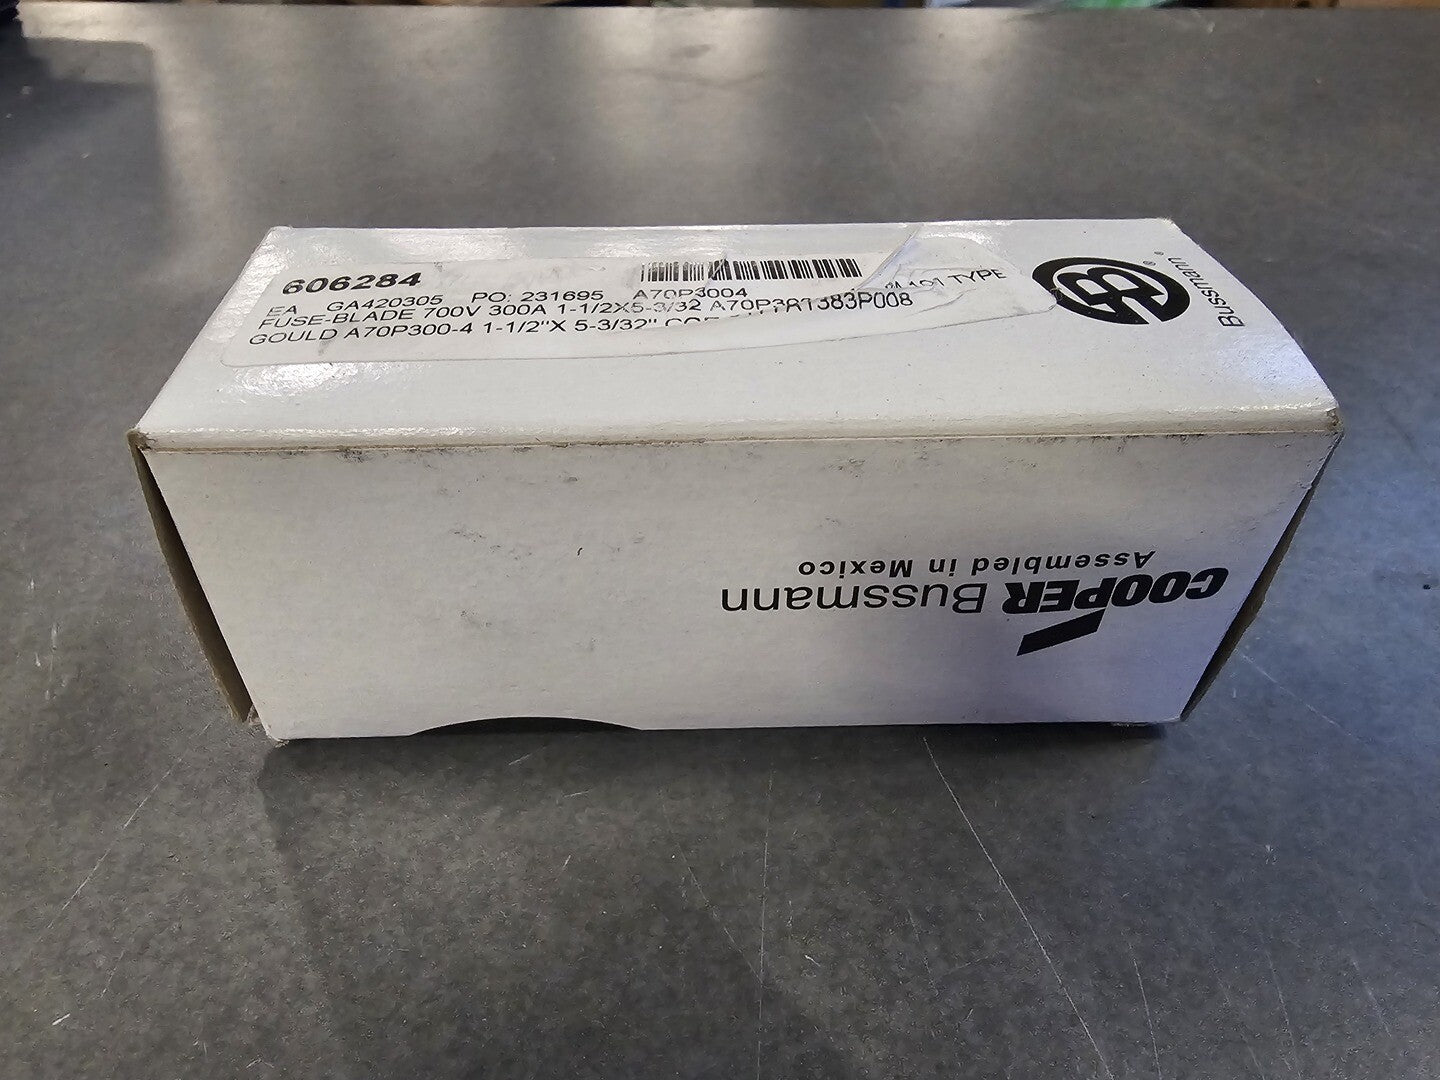 606284
EA GA420305 PO: 231695 A70P3004
FUSE-BLADE 700V 300A 1-1/2X5-3/32
GOULD A70P300-4 1-1/2"X 5-3/32"
TYPE
Bussmann
COOPER Bussmann
Assembled in Mexico